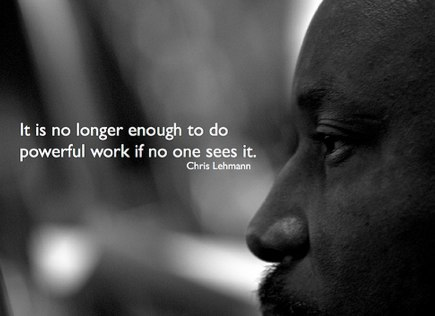 It is no longer enough to do
powerful work if no one sees it.
Chris Lehmann